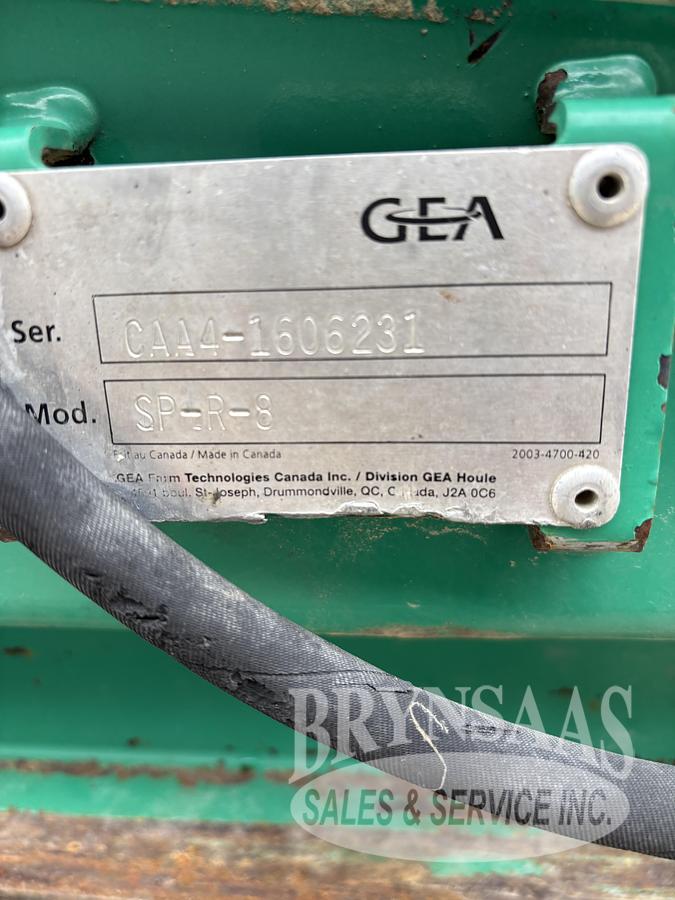 GEA
Ser. CAA4-1606231
Mod. SP-R-8
Fait au Canada / Made in Canada 2003-4700-420
GEA Farm Technologies Canada Inc. / Division GEA Houle
boul. St-Joseph, Drummondville, QC, Canada, J2A 0C6
BRYNSAAS
SALES & SERVICE INC.